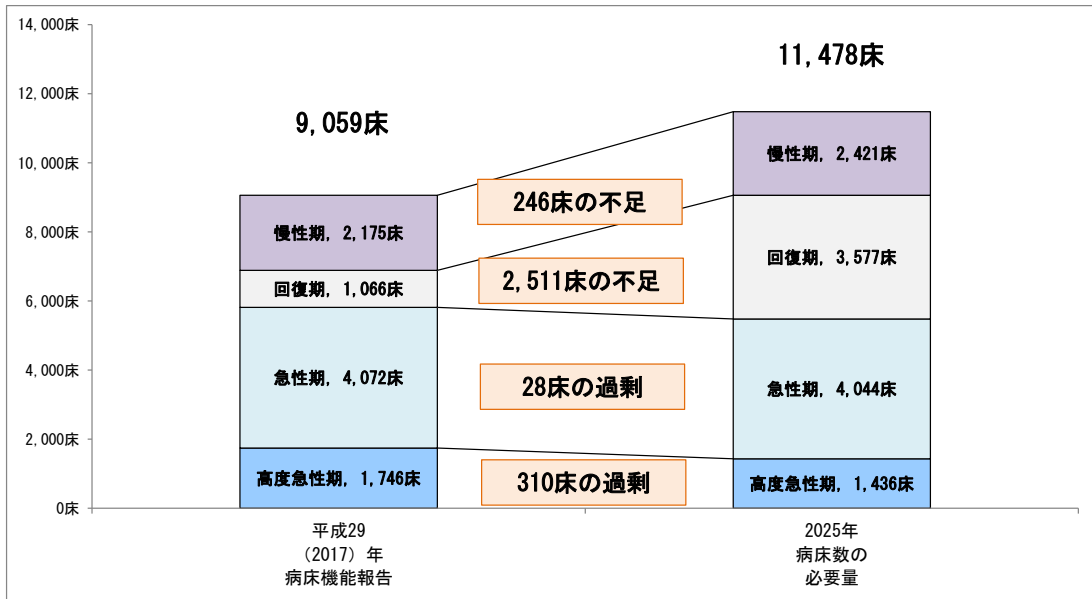 14,000床
12,000床
10,000床
8,000床
6,000床
4,000床
2,000床
0床
9,059床
11,478床
慢性期, 2,175床
回復期, 1,066床
急性期, 4,072床
高度急性期, 1,746床
246床の不足
2,511床の不足
28床の過剰
310床の過剰
慢性期, 2,421床
回復期, 3,577床
急性期, 4,044床
高度急性期, 1,436床
平成29
（2017）年
病床機能報告
2025年
病床数の
必要量